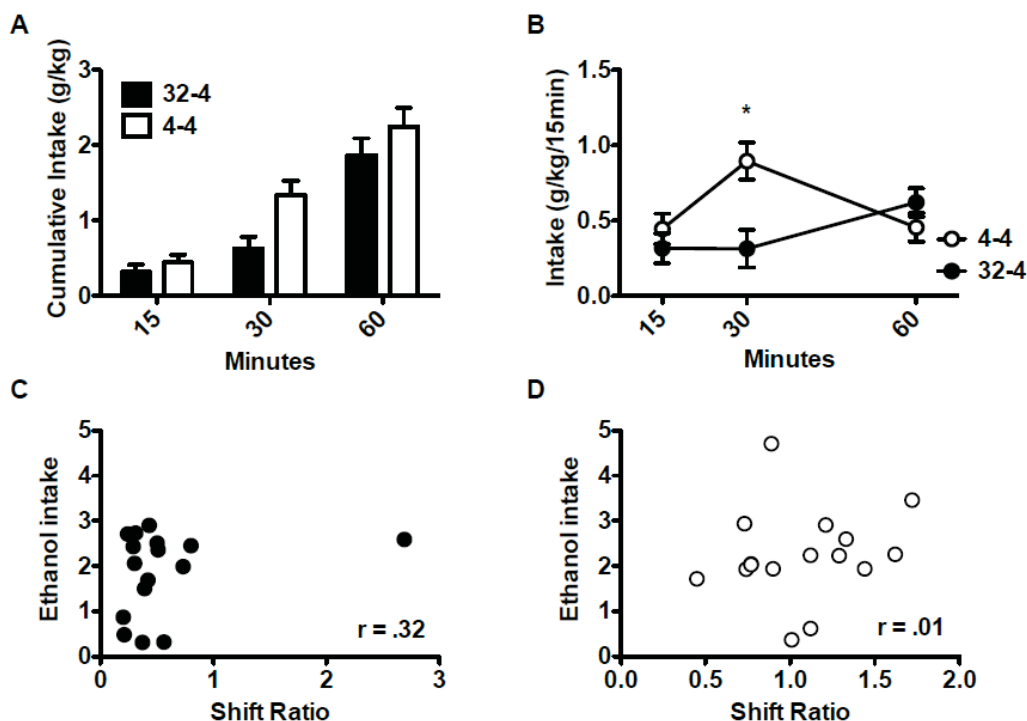 A
Cumulative Intake (g/kg)
3
2
1
0
32-4
4-4
15
30
60
Minutes
B
Intake (g/kg/15min)
1.5
1.0
0.5
0.0
*
4-4
32-4
15
30
60
Minutes
C
Ethanol intake
5
4
3
2
1
0
r = .32
0
1
2
3
Shift Ratio
D
Ethanol intake
5
4
3
2
1
0
r = .01
0.0
0.5
1.0
1.5
2.0
Shift Ratio